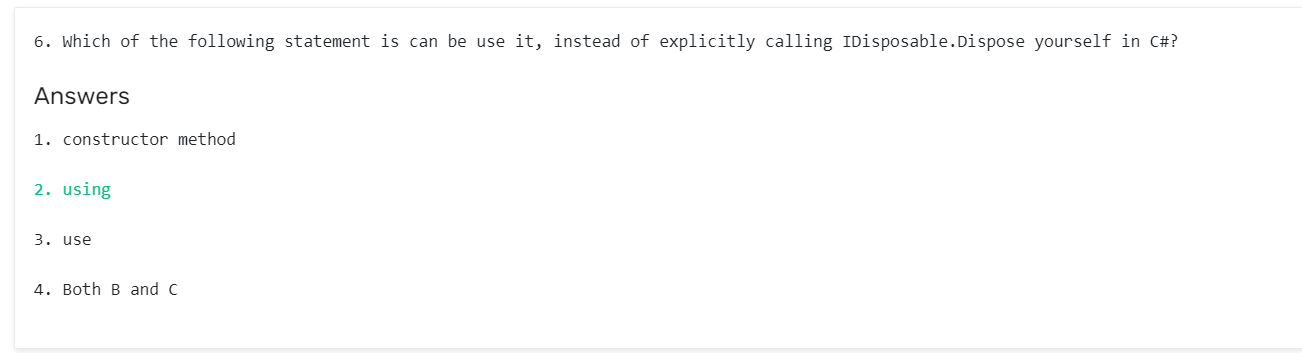 6. Which of the following statement is can be use it, instead of explicitly calling IDisposable.Dispose yourself in C#?
Answers
1. constructor method
2. using
3. use
4. Both B and C